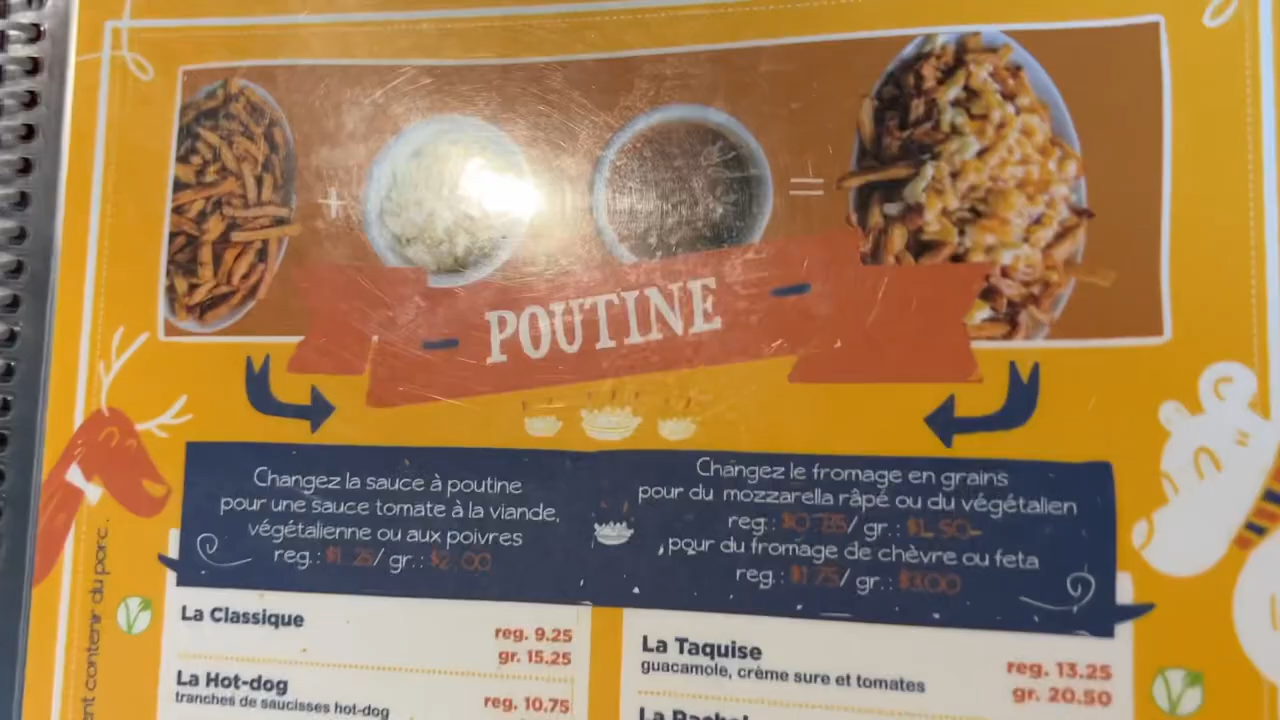 POUTINE
Changez la sauce à poutine
pour une sauce tomate à la viande,
végétalienne ou aux poivres
reg.: $1.25/ gr.: $2.00
Changez le fromage en grains
pour du mozzarella râpé ou du végétalien
reg.: / gr.:
pour du fromage de chèvre ou feta
reg.: $1.75/ gr.: $3.00
contenir du porc.
La Classique
reg. 9.25
gr. 15.25
La Hot-dog
tranches de saucisses hot-dog
reg. 10.75
La Taquise
guacamole, crème sure et tomates
reg. 13.25
gr. 20.50
La